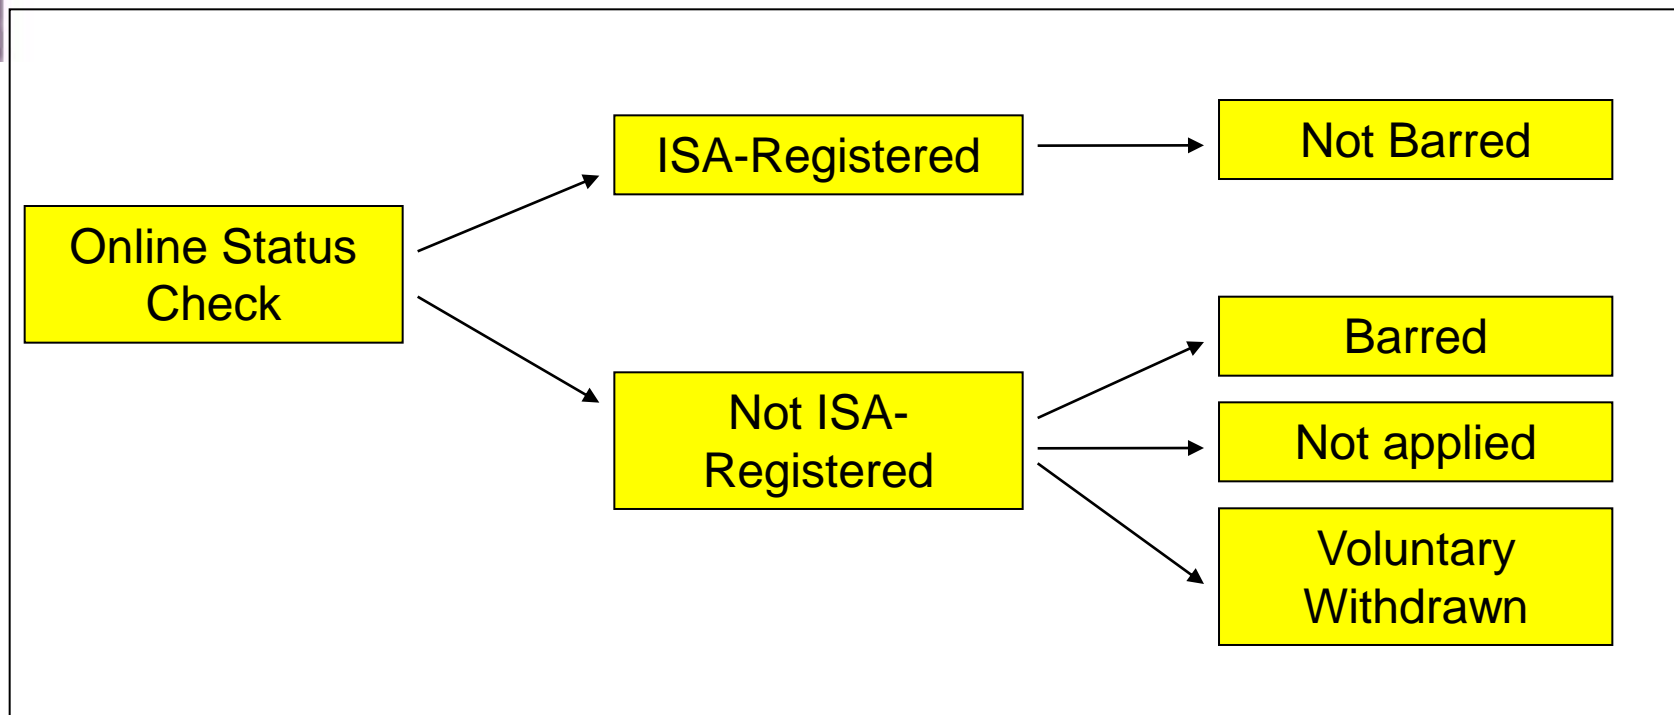 Online Status
Check
ISA-Registered
Not ISA-
Registered
Not Barred
Barred
Not applied
Voluntary
Withdrawn